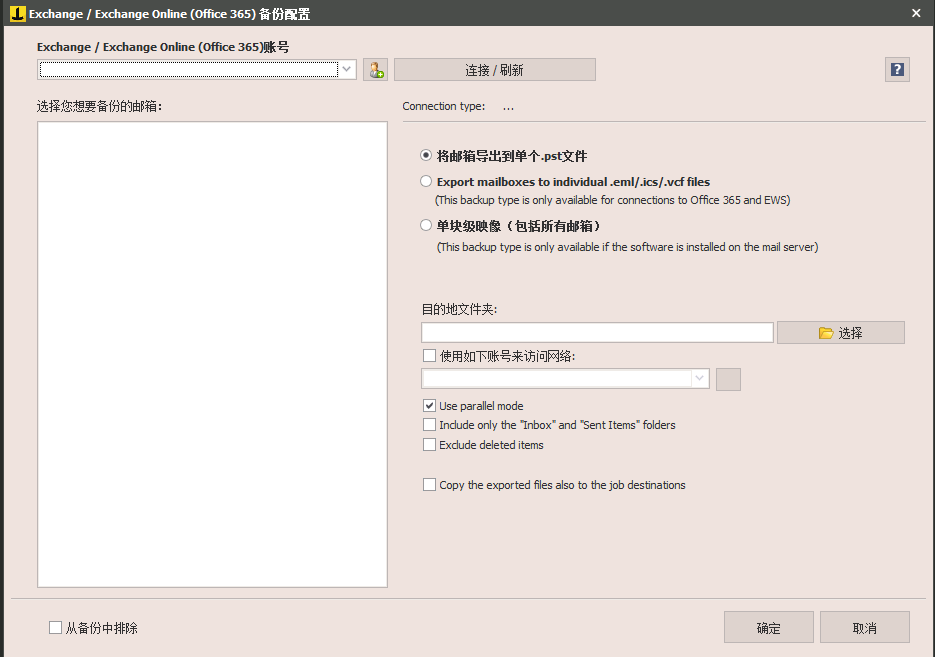 Exchange / Exchange Online (Office 365) 备份配置
Exchange / Exchange Online (Office 365)账号
连接 / 刷新
?
选择您想要备份的邮箱:
Connection type: ...
将邮箱导出到单个.pst文件
Export mailboxes to individual .eml/.ics/.vcf files
(This backup type is only available for connections to Office 365 and EWS)
单块级映像（包括所有邮箱）
(This backup type is only available if the software is installed on the mail server)
目的地文件夹:
选择
使用如下账号来访问网络:
Use parallel mode
Include only the "Inbox" and "Sent Items" folders
Exclude deleted items
Copy the exported files also to the job destinations
从备份中排除
确定
取消